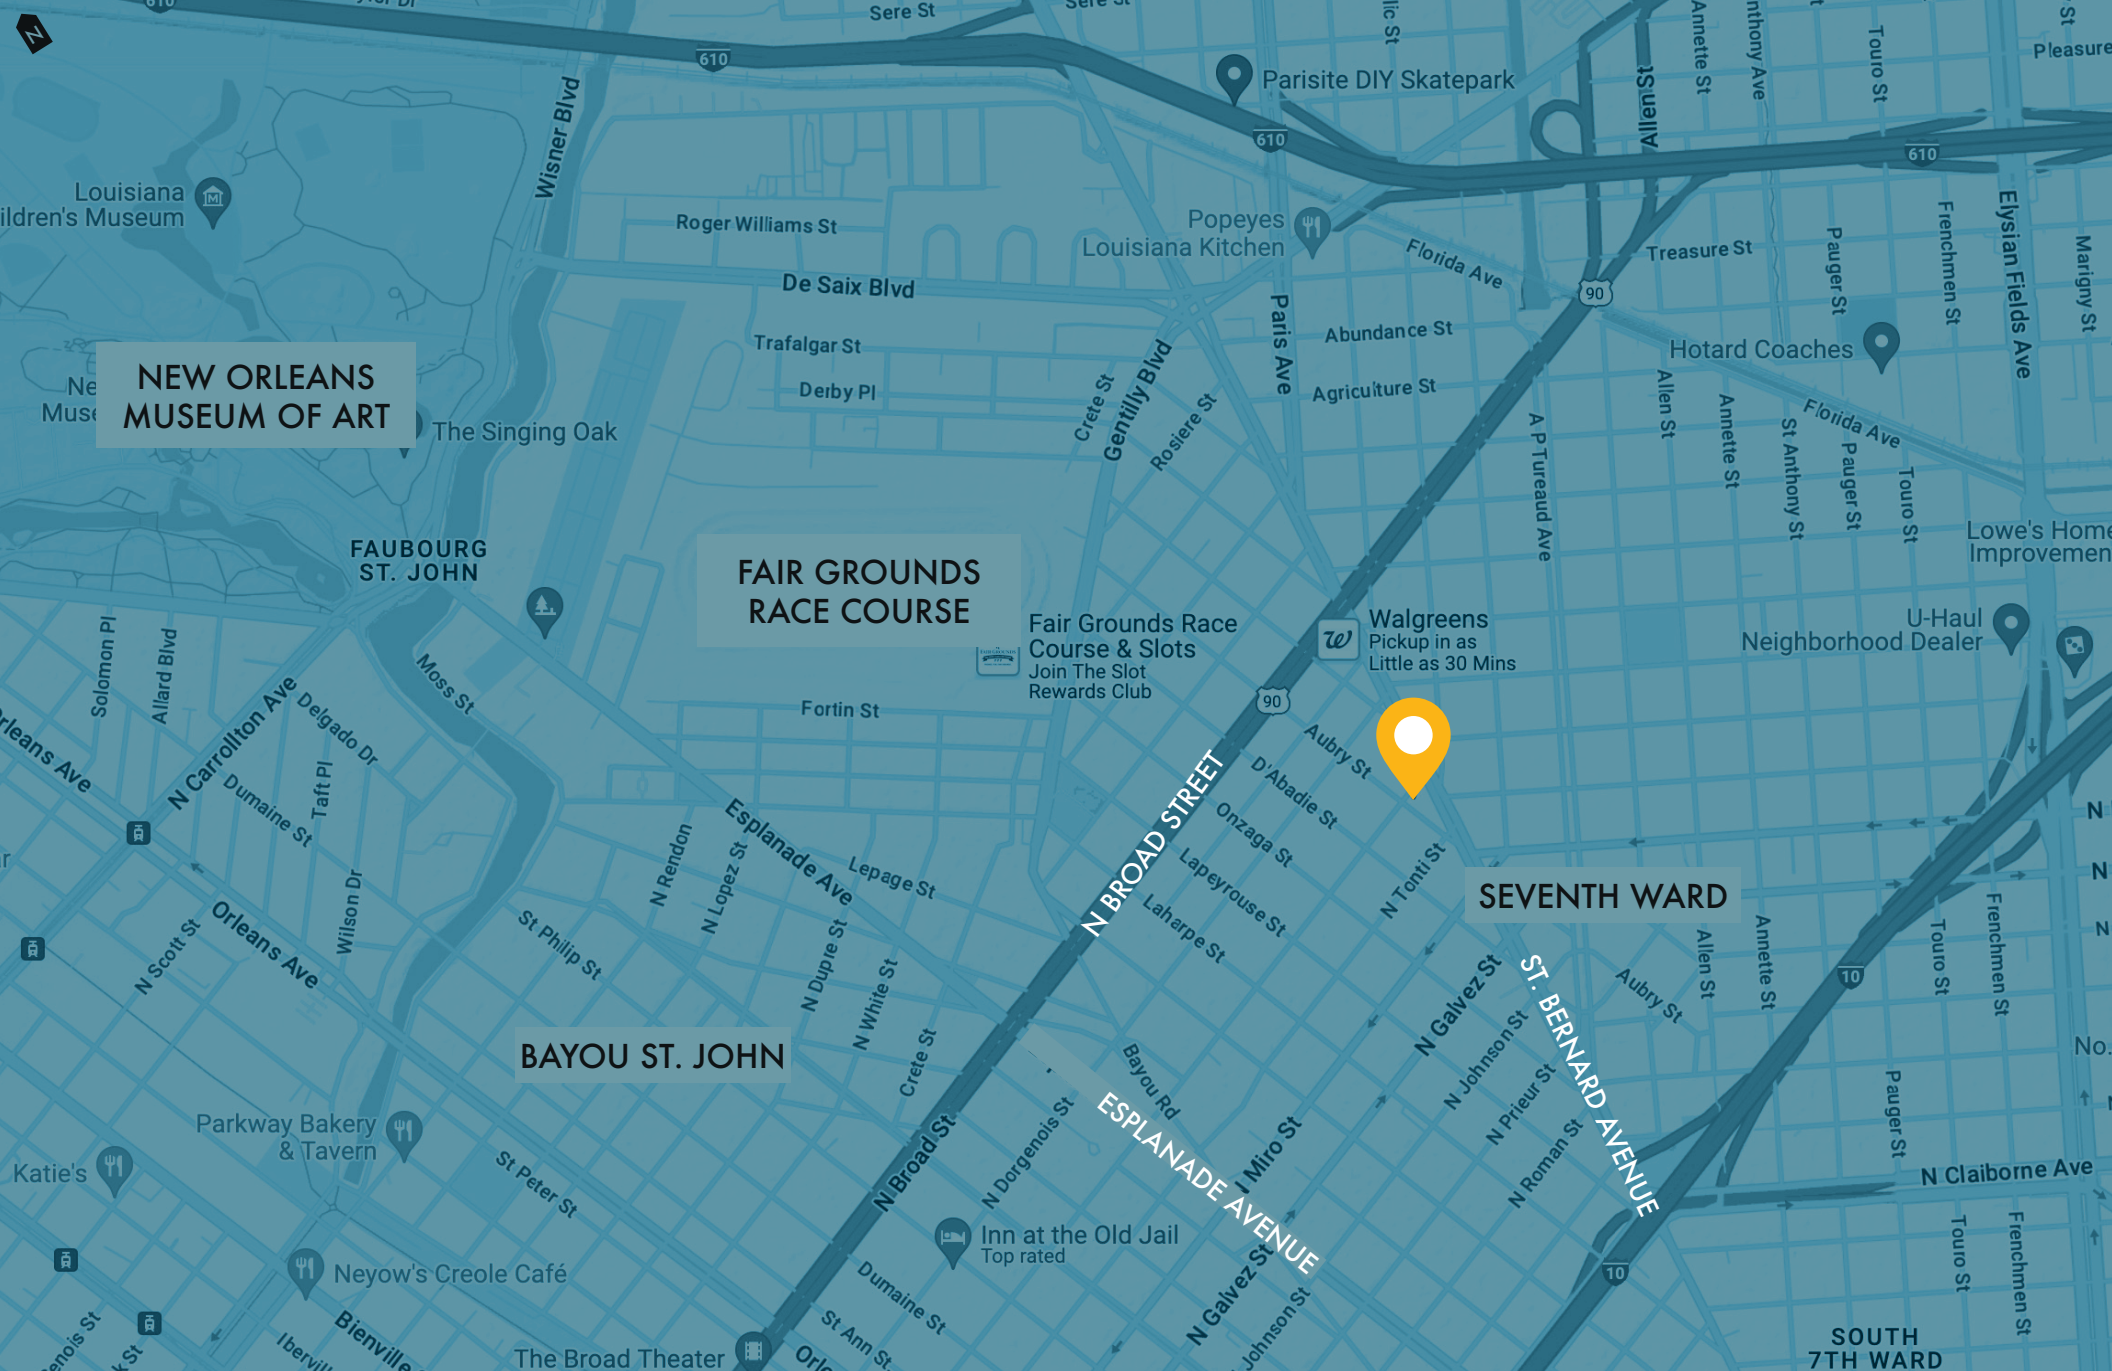 610
Sere St
N
610
Wisner Blvd
Parisite DIY Skatepark
610
Allen St
Annette St
Touro St
Pleasure
610
Louisiana
ildren's Museum
Roger Williams St
Popeyes
Louisiana Kitchen
Florida Ave
Treasure St
Pauger St
Frenchmen St
Elysian Fields Ave
Marigny St
De Saix Blvd
90
Paris Ave
Abundance St
Trafalgar St
Hotard Coaches
Derby Pl
Crete St
Gentilly Blvd
Rosiere St
Agriculture St
Allen St
Annette St
Florida Ave
NEW ORLEANS
MUSEUM OF ART
The Singing Oak
A P Tureaud Ave
St Anthony St
Pauger St
Touro St
FAUBOURG
ST. JOHN
FAIR GROUNDS
RACE COURSE
Lowe's Home
Improvemen
Fair Grounds Race
Course & Slots
Join The Slot
Rewards Club
Walgreens
Pickup in as
Little as 30 Mins
U-Haul
Neighborhood Dealer
Solomon Pl
Allard Blvd
Moss St
N Carrollton Ave
Delgado Dr
Orleans Ave
Fortin St
90
Aubry St
D'Abadie St
Taft Pl
Dumaine St
Esplanade Ave
N BROAD STREET
Onzaga St
N Rendon
N Lopez St
Lepage St
Lapeyrouse St
N Tonti St
Laharpe St
SEVENTH WARD
Wilson Dr
Orleans Ave
N Scott St
St Philip St
N Dupre St
N White St
Crete St
N Galvez St
ST. BERNARD AVENUE
Aubry St
Allen St
Annette St
10
Touro St
Frenchmen St
BAYOU ST. JOHN
Bayou Rd
N Johnson St
N Prieur St
N Roman St
No.
Pauger St
Parkway Bakery
& Tavern
Katie's
ESPLANADE AVENUE
N Dorgenois St
N Broad St
St Peter St
Miro St
N Claiborne Ave
Inn at the Old Jail
Top rated
Touro St
Frenchmen St
Neyow's Creole Café
10
Dumaine St
N Galvez St
Johnson St
Bienville
Ibervill
St Ann St
The Broad Theater
SOUTH
7TH WARD